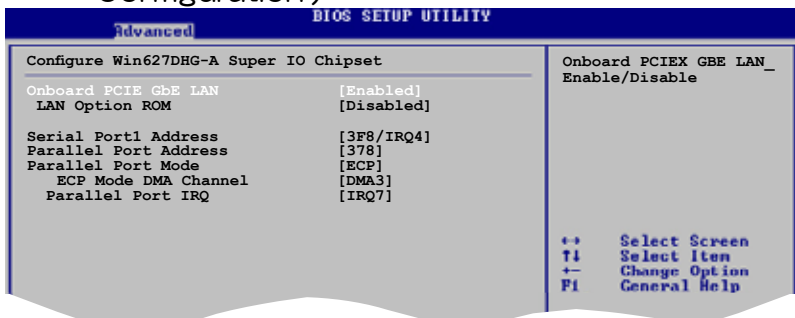 Configuration)
BIOS SETUP UTILITY
Advanced
Configure Win627DHG-A Super IO Chipset
Onboard PCIE GbE LAN [Enabled]
LAN Option ROM [Disabled]
Serial Port1 Address [3F8/IRQ4]
Parallel Port Address [378]
Parallel Port Mode [ECP]
ECP Mode DMA Channel [DMA3]
Parallel Port IRQ [IRQ7]
Onboard PCIEX GBE LAN_
Enable/Disable
↔ Select Screen
↑↓ Select Item
+- Change Option
F1 General Help